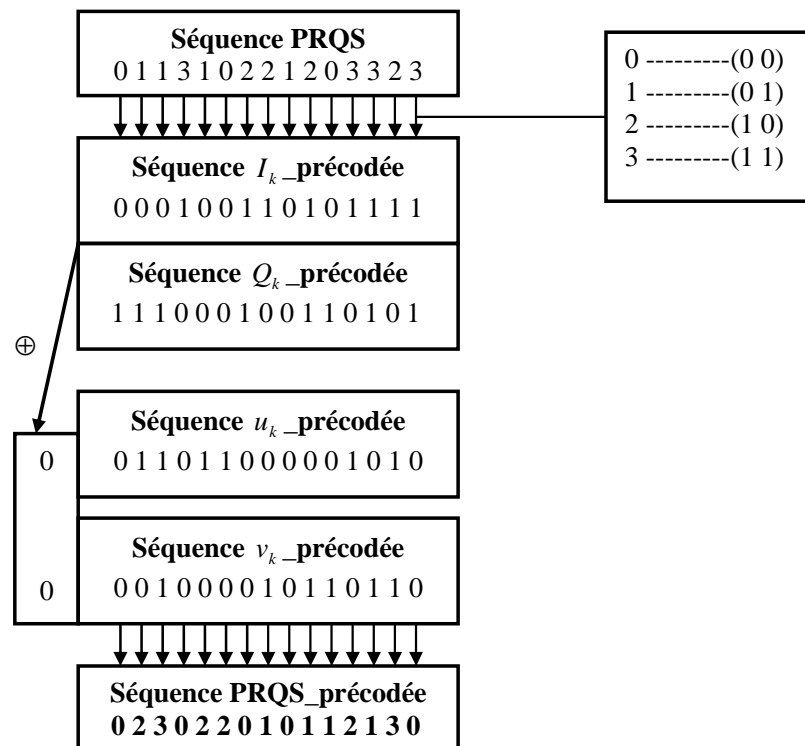 Séquence PRQS
0 1 1 3 1 0 2 2 1 2 0 3 3 2 3
0 ---------(0 0)
1 ---------(0 1)
2 ---------(1 0)
3 ---------(1 1)
Séquence I_k _précodée
0 0 0 1 0 0 1 1 0 1 0 1 1 1 1
Séquence Q_k _précodée
1 1 1 0 0 0 1 0 0 1 1 0 1 0 1
⊕
Séquence u_k _précodée
0 0 1 1 0 1 1 0 0 0 0 0 1 0 1 0
Séquence v_k _précodée
0 0 0 1 0 0 0 0 1 0 1 1 0 1 1 0
Séquence PRQS_précodée
0 2 3 0 2 2 0 1 0 1 1 2 1 3 0